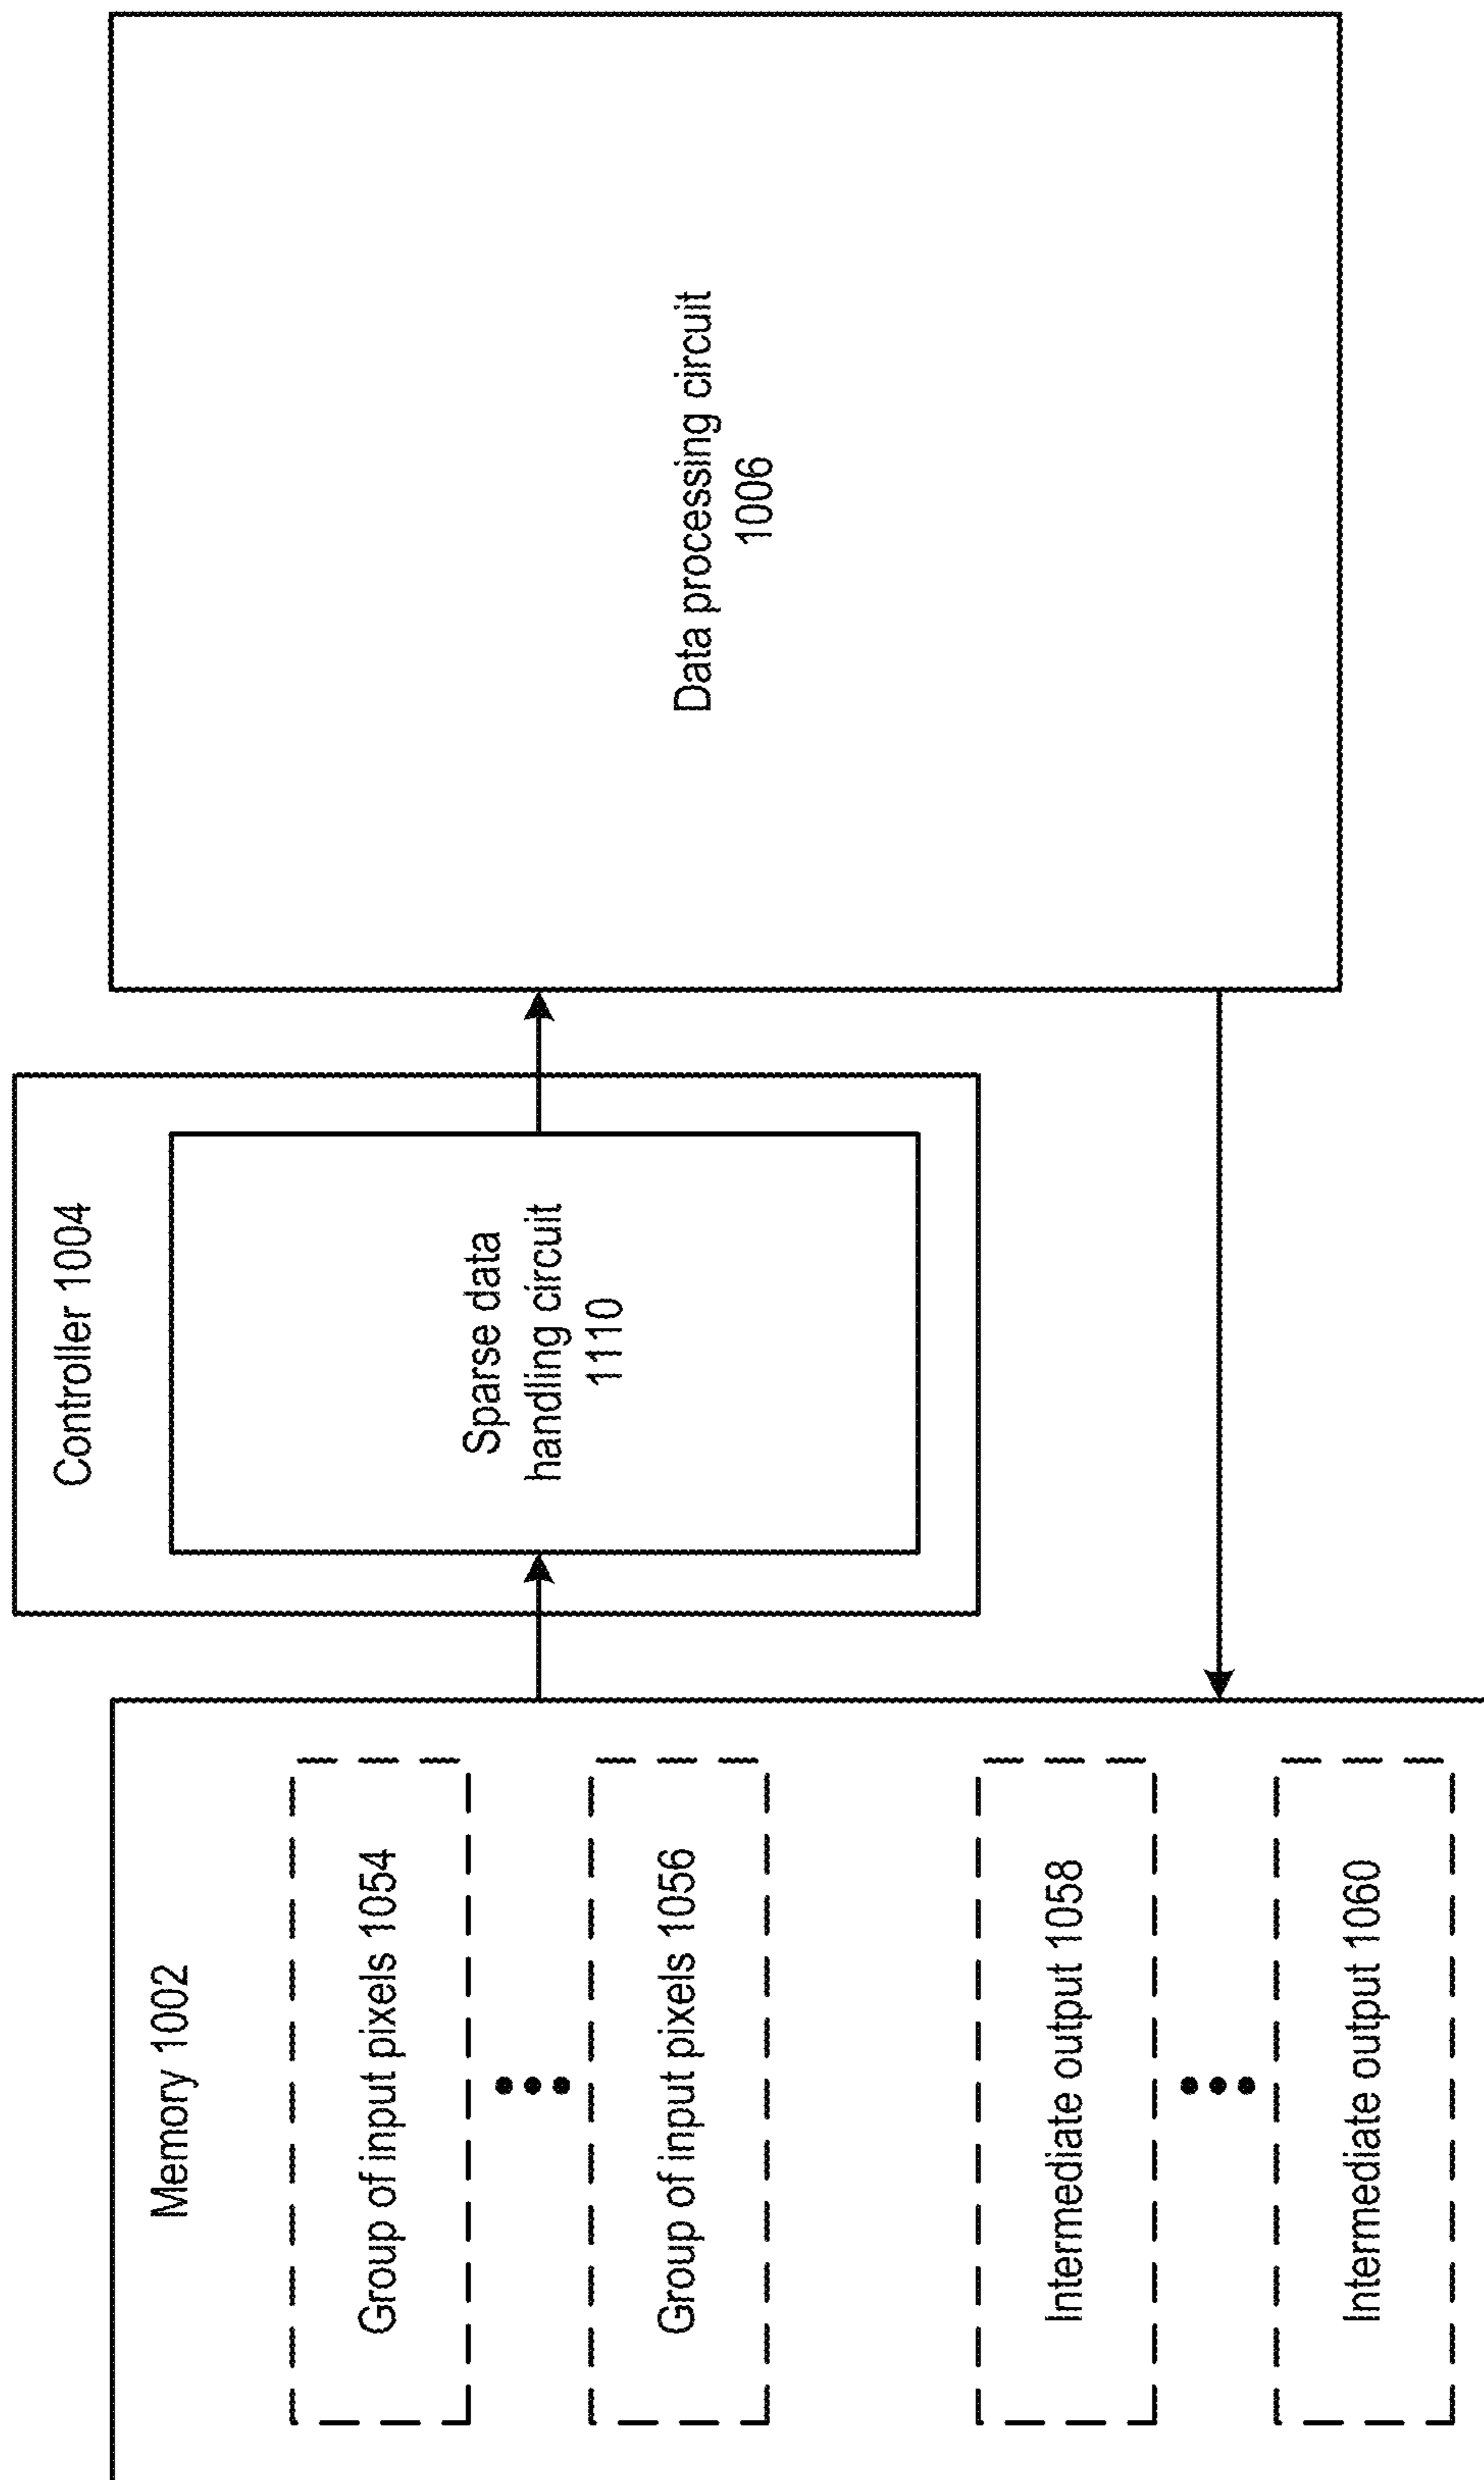 Memory 1002
Group of input pixels 1054
Group of input pixels 1056
Intermediate output 1058
Intermediate output 1060
Controller 1004
Sparse data
handling circuit
1110
Data processing circuit
1006